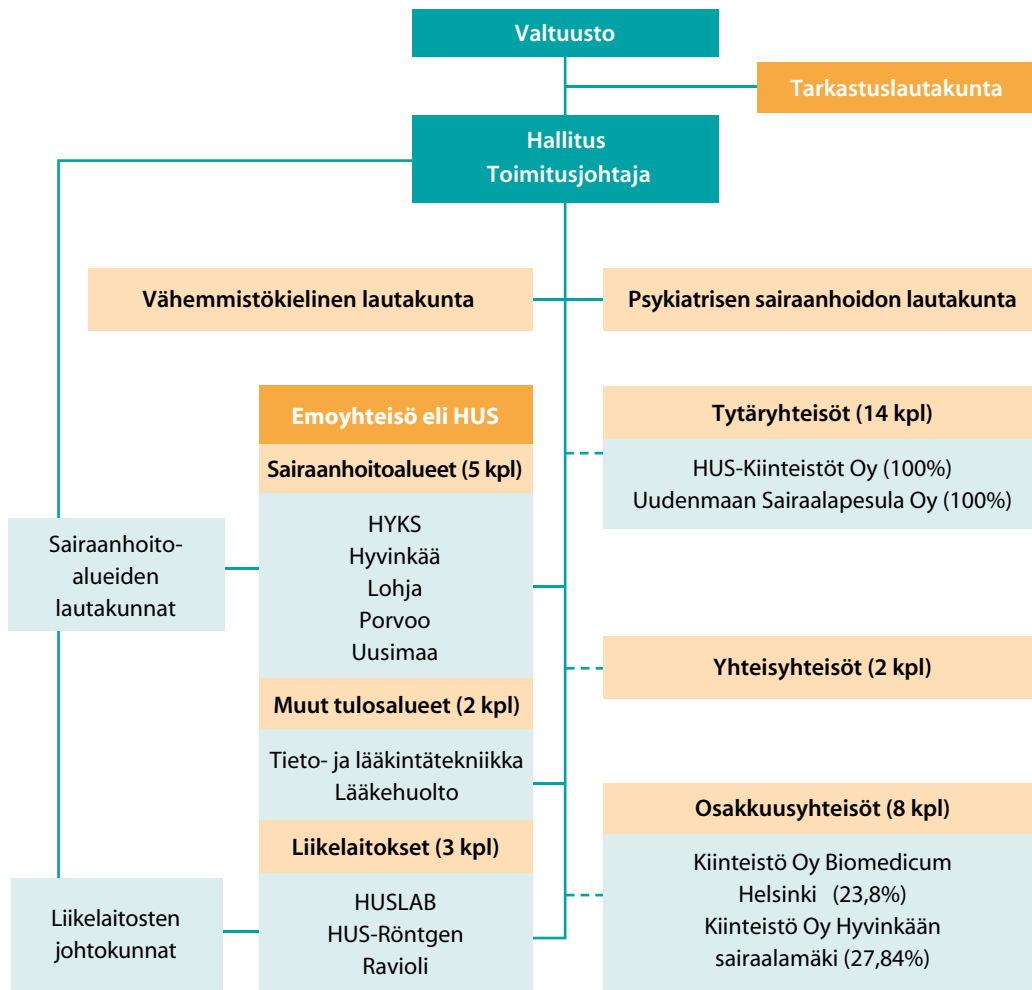 Valtuusto
Tarkastuslautakunta
Hallitus
Toimitusjohtaja
Vähemmistökielinen lautakunta
Psykiatrisen sairaanhoidon lautakunta
Emoyhteisö eli HUS
Sairaanhoitoalueet (5 kpl)
HYKS
Hyvinkää
Lohja
Porvoo
Uusimaa
Muut tulosalueet (2 kpl)
Tieto- ja lääkintätekniikka
Lääkehuolto
Liikelaitokset (3 kpl)
HUSLAB
HUS-Röntgen
Ravioli
Sairaanhoito-
alueiden
lautakunnat
Liikelaitosten
johtokunnat
Tytäryhteisöt (14 kpl)
HUS-Kiinteistöt Oy (100%)
Uudenmaan Sairaalapesula Oy (100%)
Yhteisyhteisöt (2 kpl)
Osakkuusyhteisöt (8 kpl)
Kiinteistö Oy Biomedicum
Helsinki (23,8%)
Kiinteistö Oy Hyvinkään
sairaalamäki (27,84%)